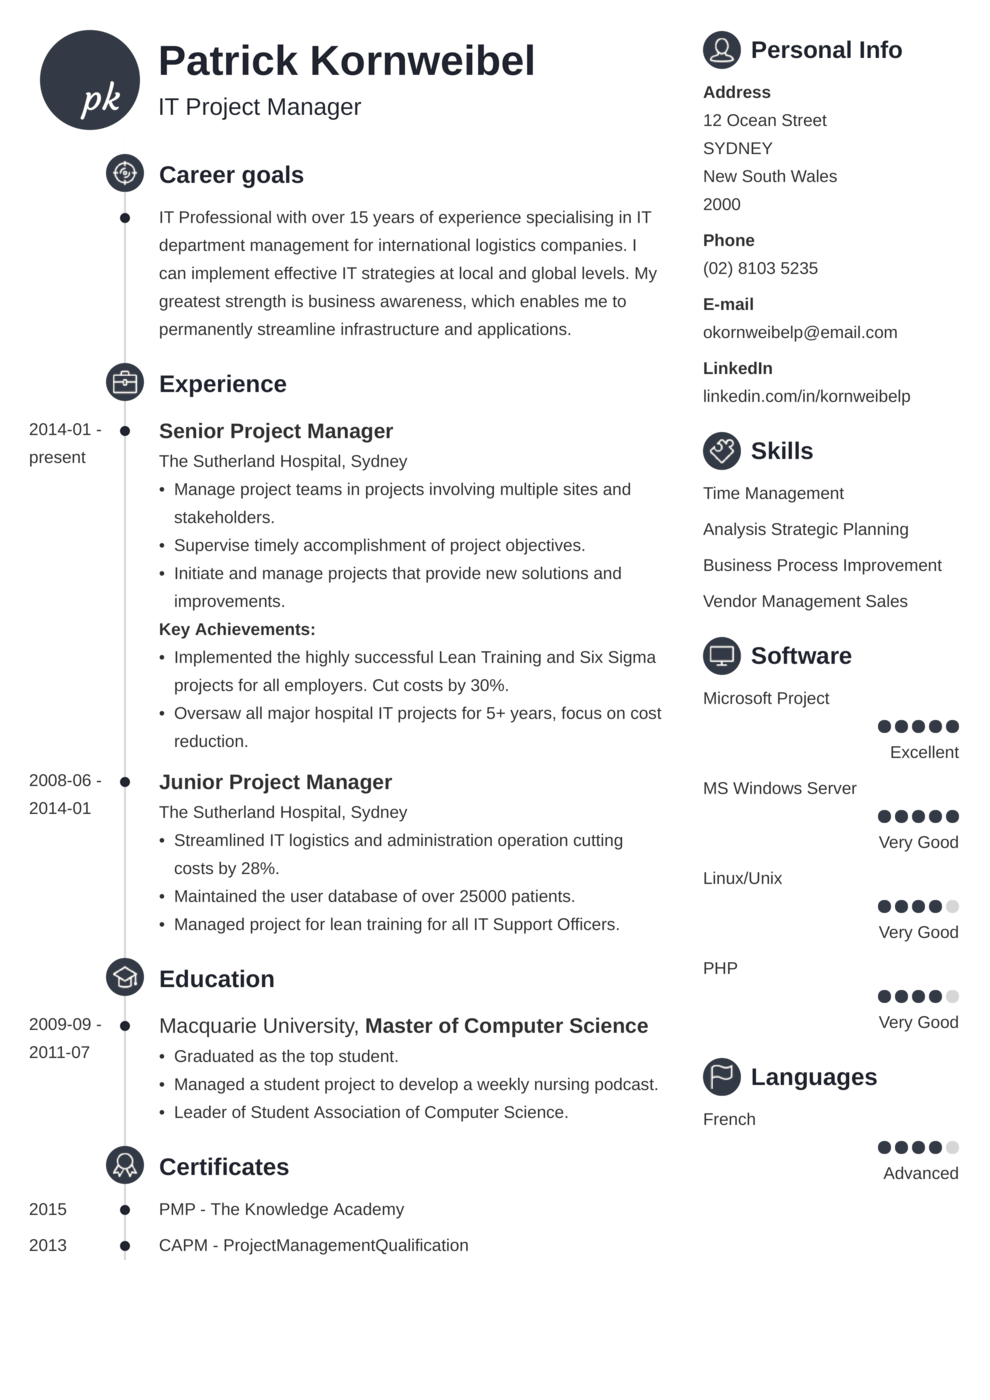 pk
Patrick Kornweibel
IT Project Manager
Career goals
IT Professional with over 15 years of experience specialising in IT
department management for international logistics companies. I
can implement effective IT strategies at local and global levels. My
greatest strength is business awareness, which enables me to
permanently streamline infrastructure and applications.
Experience
2014-01 -
present
Senior Project Manager
The Sutherland Hospital, Sydney
• Manage project teams in projects involving multiple sites and
stakeholders.
• Supervise timely accomplishment of project objectives.
• Initiate and manage projects that provide new solutions and
improvements.
Key Achievements:
• Implemented the highly successful Lean Training and Six Sigma
projects for all employers. Cut costs by 30%.
• Oversaw all major hospital IT projects for 5+ years, focus on cost
reduction.
2008-06 -
2014-01
Junior Project Manager
The Sutherland Hospital, Sydney
• Streamlined IT logistics and administration operation cutting
costs by 28%.
• Maintained the user database of over 25000 patients.
• Managed project for lean training for all IT Support Officers.
Education
2009-09 -
2011-07
Macquarie University, Master of Computer Science
• Graduated as the top student.
• Managed a student project to develop a weekly nursing podcast.
• Leader of Student Association of Computer Science.
Certificates
2015
PMP - The Knowledge Academy
2013
CAPM - ProjectManagementQualification
Personal Info
Address
12 Ocean Street
SYDNEY
New South Wales
2000
Phone
(02) 8103 5235
E-mail
okornweibelp@email.com
LinkedIn
linkedin.com/in/kornweibelp
Skills
Time Management
Analysis Strategic Planning
Business Process Improvement
Vendor Management Sales
Software
Microsoft Project
Excellent
MS Windows Server
Very Good
Linux/Unix
Very Good
PHP
Very Good
Languages
French
Advanced